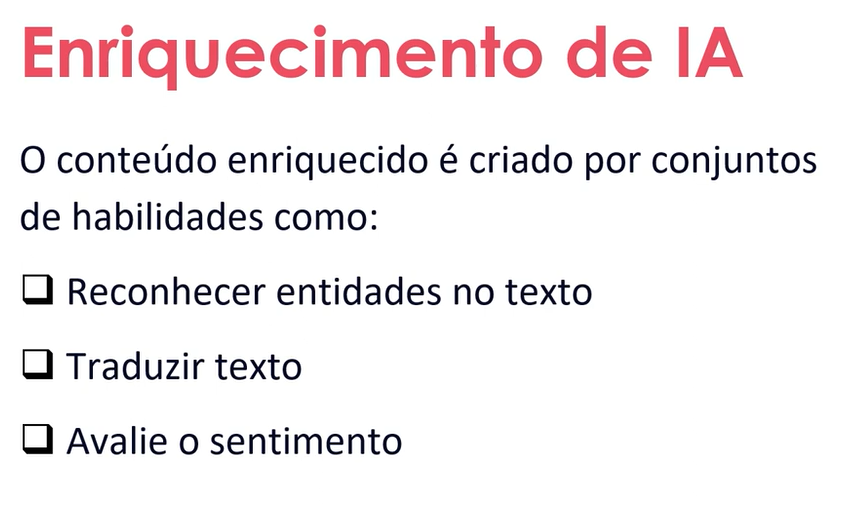 Enriquecimento de IA
O conteúdo enriquecido é criado por conjuntos
de habilidades como:
Reconhecer entidades no texto
Traduzir texto
Avalie o sentimento